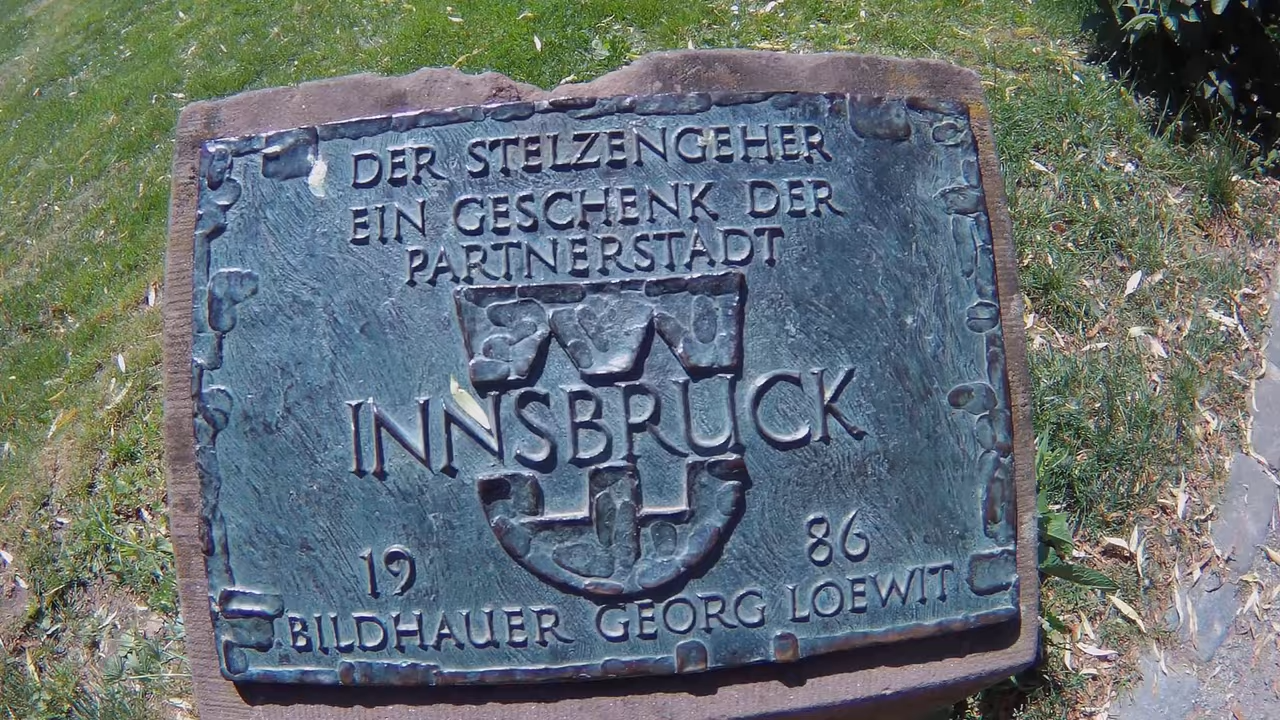 DER STELZENGEHER
EIN GESCHENK DER
PARTNERSTADT
INNSBRUCK
19 86
BILDHAUER GEORG LOEWIT